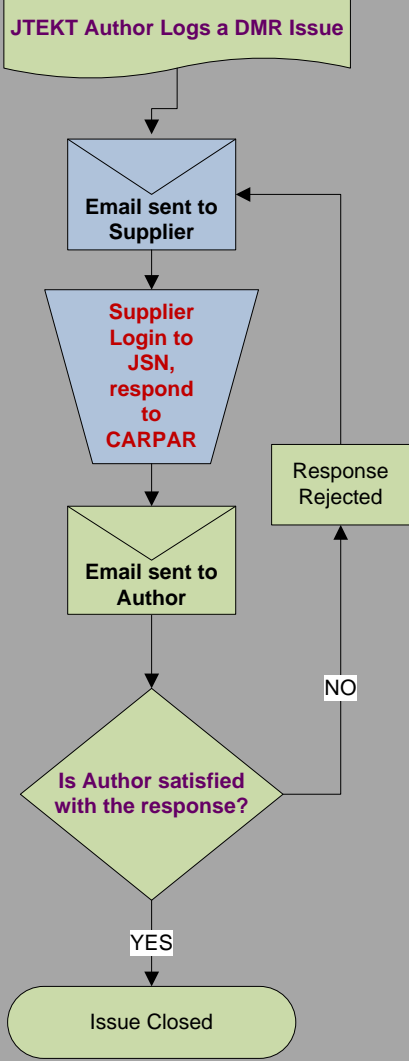 JTEKT Author Logs a DMR Issue
Email sent to
Supplier
Supplier
Login to
JSN,
respond
to
CARPAR
Response
Rejected
Email sent to
Author
NO
Is Author satisfied
with the response?
YES
Issue Closed